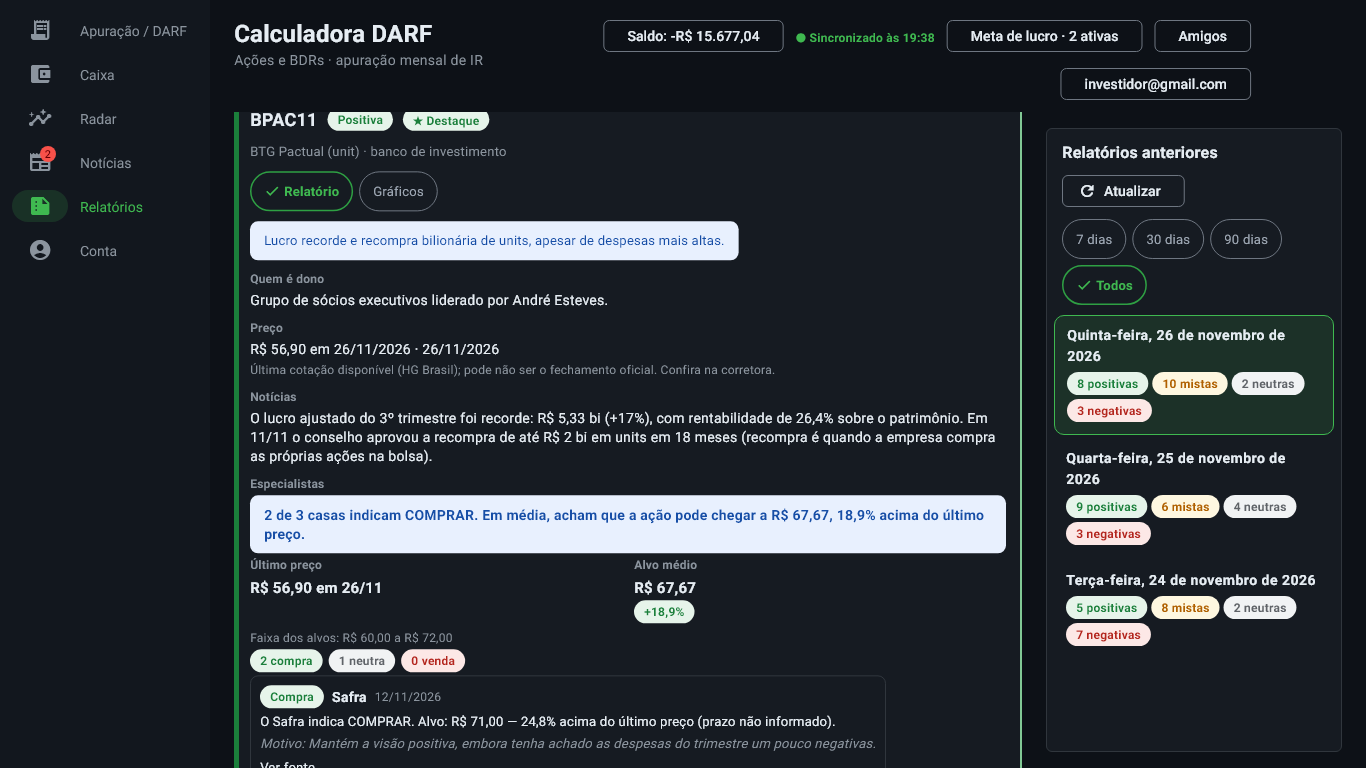 Apuração / DARF
Caixa
Radar
2
Notícias
Relatórios
Conta
Calculadora DARF
Ações e BDRs · apuração mensal de IR
Saldo: -R$ 15.677,04
Sincronizado às 19:38
Meta de lucro · 2 ativas
Amigos
investidor@gmail.com
BPAC11
Positiva
★ Destaque
BTG Pactual (unit) · banco de investimento
Relatório
Gráficos
Lucro recorde e recompra bilionária de units, apesar de despesas mais altas.
Quem é dono
Grupo de sócios executivos liderado por André Esteves.
Preço
R$ 56,90 em 26/11/2026 · 26/11/2026
Última cotação disponível (HG Brasil); pode não ser o fechamento oficial. Confira na corretora.
Notícias
O lucro ajustado do 3º trimestre foi recorde: R$ 5,33 bi (+17%), com rentabilidade de 26,4% sobre o patrimônio. Em
11/11 o conselho aprovou a recompra de até R$ 2 bi em units em 18 meses (recompra é quando a empresa compra
as próprias ações na bolsa).
Especialistas
2 de 3 casas indicam COMPRAR. Em média, acham que a ação pode chegar a R$ 67,67, 18,9% acima do último
preço.
Último preço
R$ 56,90 em 26/11
Alvo médio
R$ 67,67
+18,9%
Faixa dos alvos: R$ 60,00 a R$ 72,00
2 compra
1 neutra
0 venda
Compra
Safra
12/11/2026
O Safra indica COMPRAR. Alvo: R$ 71,00 — 24,8% acima do último preço (prazo não informado).
Motivo: Mantém a visão positiva, embora tenha achado as despesas do trimestre um pouco negativas.
Ver fonte
Relatórios anteriores
Atualizar
7 dias
30 dias
90 dias
Todos
Quinta-feira, 26 de novembro de
2026
8 positivas
10 mistas
2 neutras
3 negativas
Quarta-feira, 25 de novembro de
2026
9 positivas
6 mistas
4 neutras
3 negativas
Terça-feira, 24 de novembro de 2026
5 positivas
8 mistas
2 neutras
7 negativas